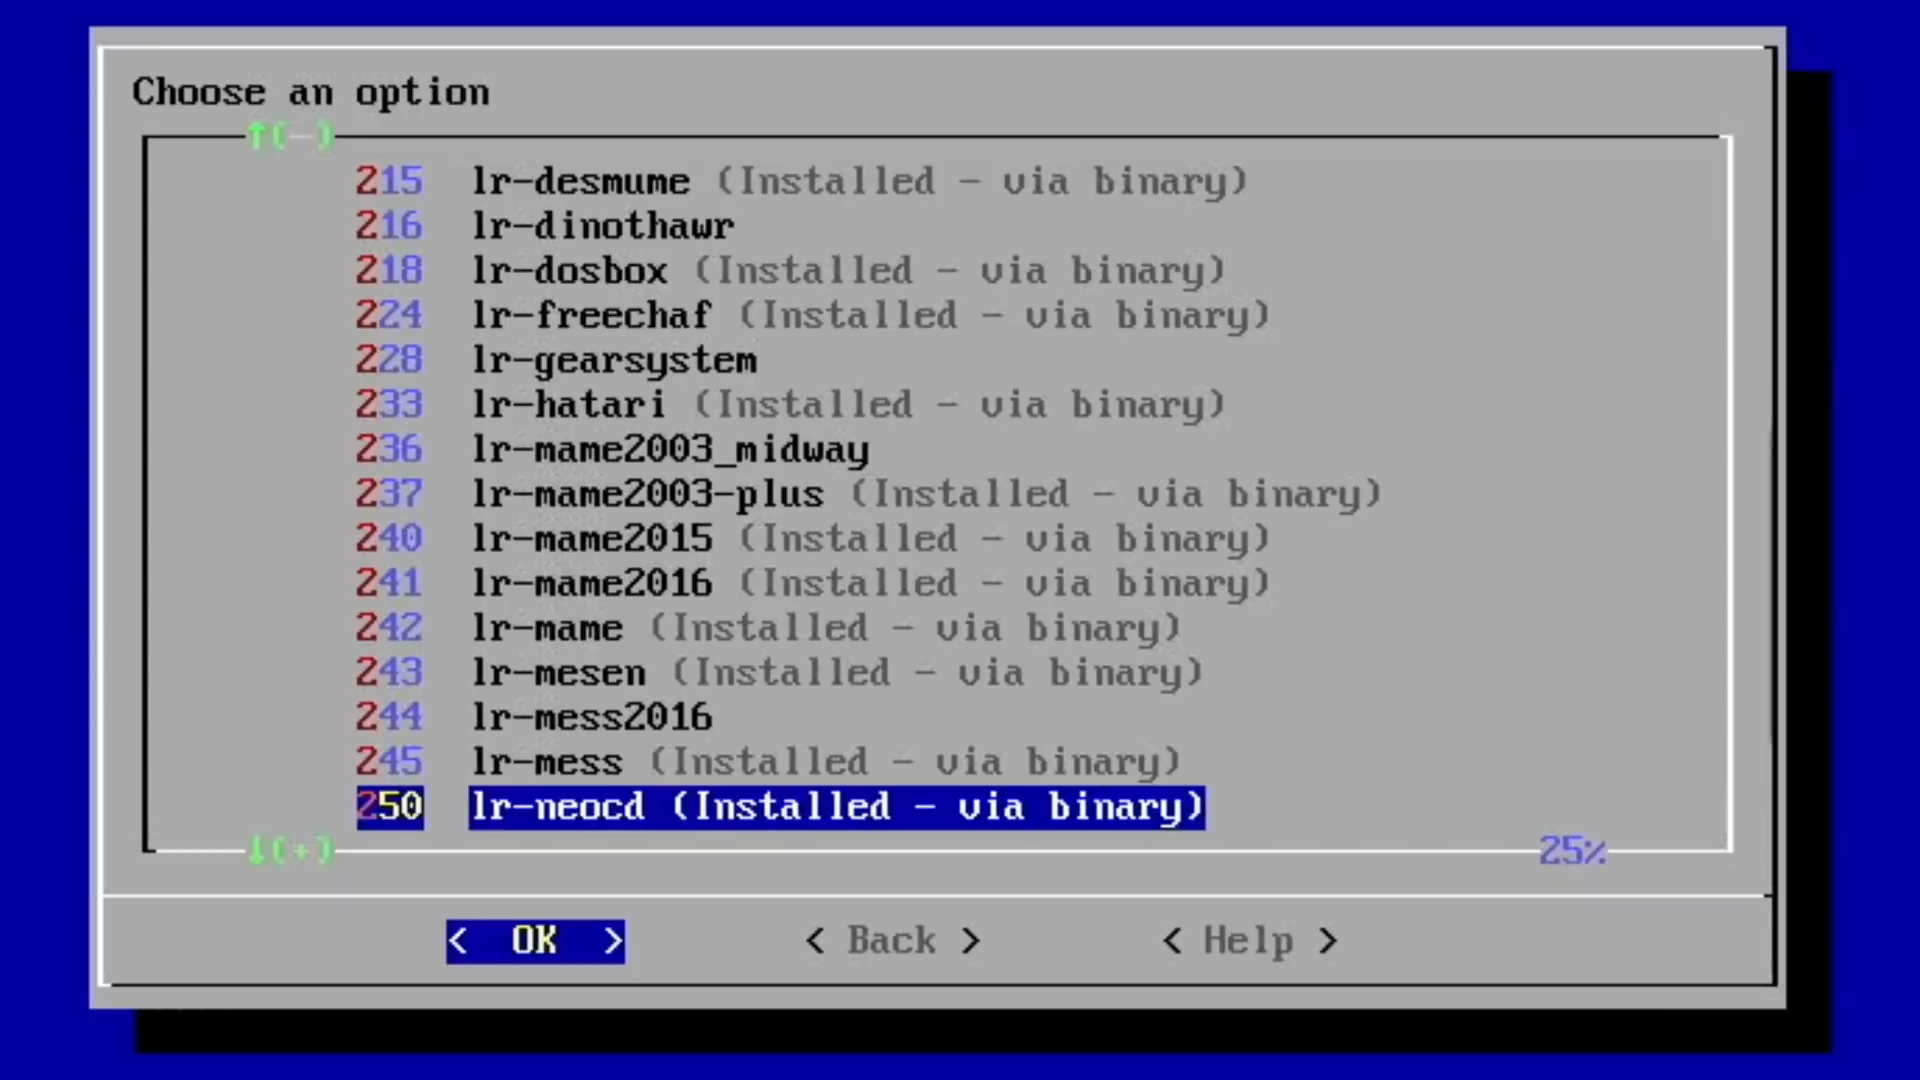 Choose an option
↑(-)
215 lr-desmume (Installed - via binary)
216 lr-dinothawr
218 lr-dosbox (Installed - via binary)
224 lr-freechaf (Installed - via binary)
228 lr-gearsystem
233 lr-hatari (Installed - via binary)
236 lr-mame2003_midway
237 lr-mame2003-plus (Installed - via binary)
240 lr-mame2015 (Installed - via binary)
241 lr-mame2016 (Installed - via binary)
242 lr-mame (Installed - via binary)
243 lr-mesen (Installed - via binary)
244 lr-mess2016
245 lr-mess (Installed - via binary)
250 lr-neocd (Installed - via binary)
↓(+) 25%
< OK > < Back > < Help >